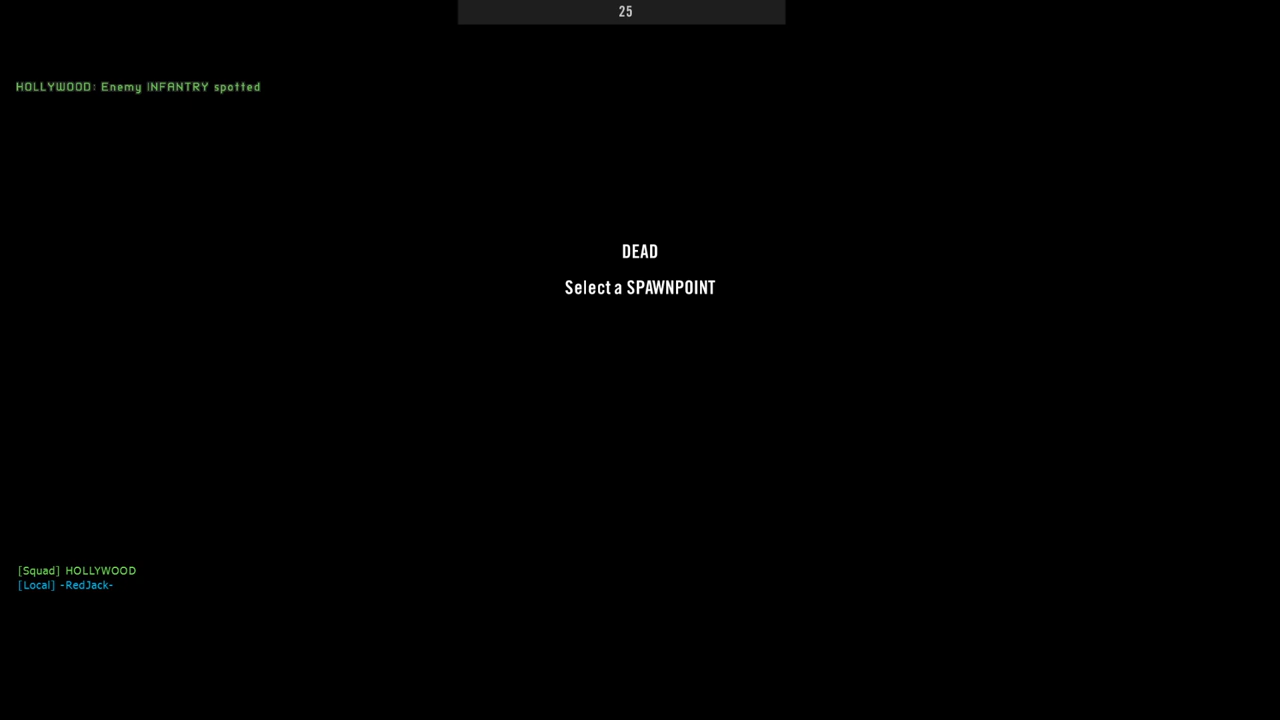 25
HOLLYWOOD: Enemy INFANTRY spotted
DEAD
Select a SPAWNPOINT
[Squad] HOLLYWOOD
[Local] -RedJack-